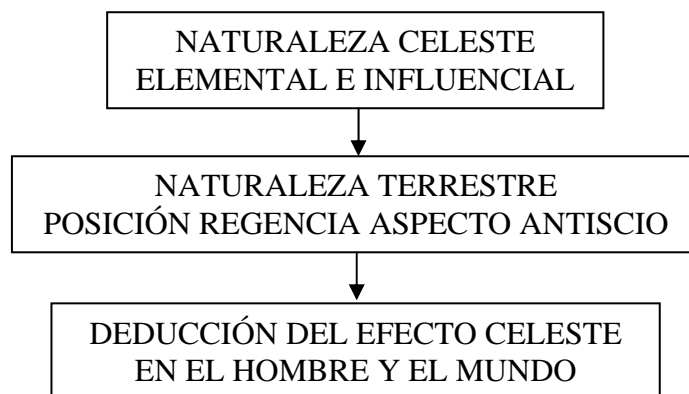 NATURALEZA CELESTE
ELEMENTAL E INFLUENCIAL
NATURALEZA TERRESTRE
POSICIÓN REGENCIA ASPECTO ANTISCIO
DEDUCCIÓN DEL EFECTO CELESTE
EN EL HOMBRE Y EL MUNDO